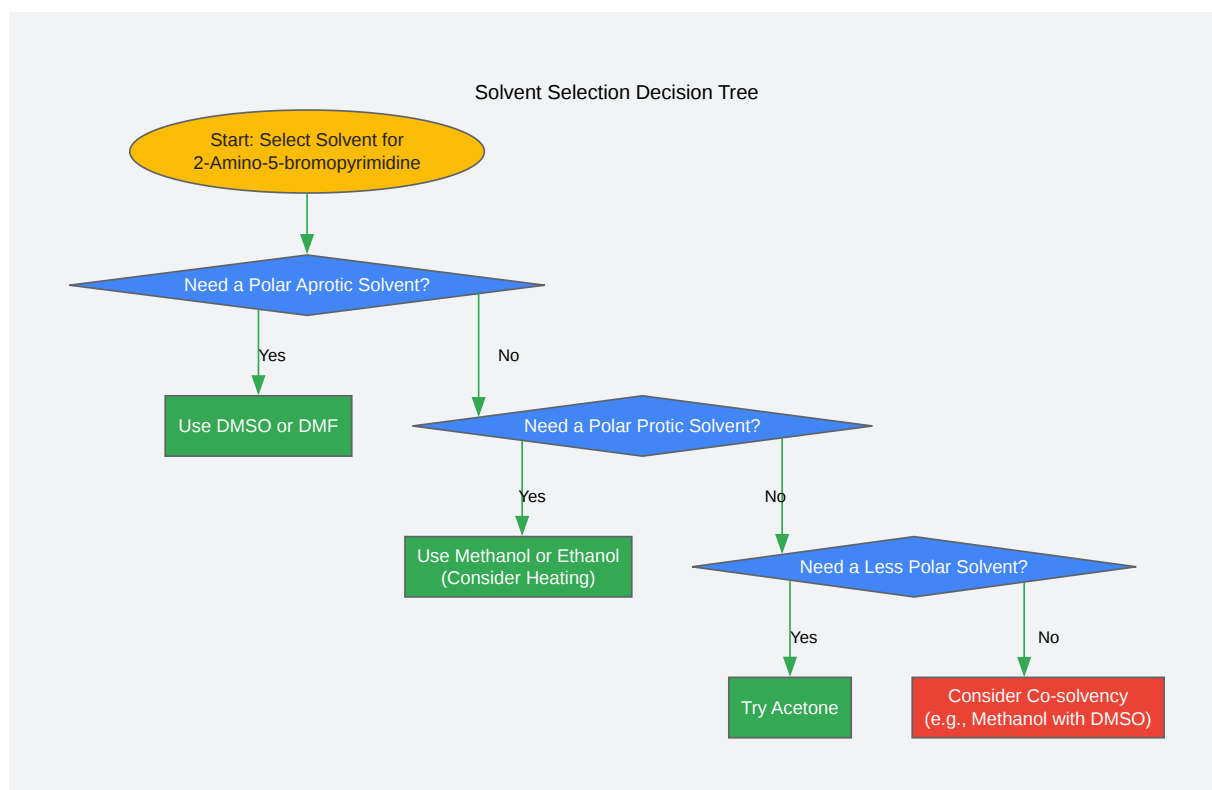 Solvent Selection Decision Tree
Start: Select Solvent for
2-Amino-5-bromopyrimidine
Need a Polar Aprotic Solvent?
Yes
No
Use DMSO or DMF
Need a Polar Protic Solvent?
Yes
No
Use Methanol or Ethanol
(Consider Heating)
Need a Less Polar Solvent?
Yes
No
Try Acetone
Consider Co-solvency
(e.g., Methanol with DMSO)